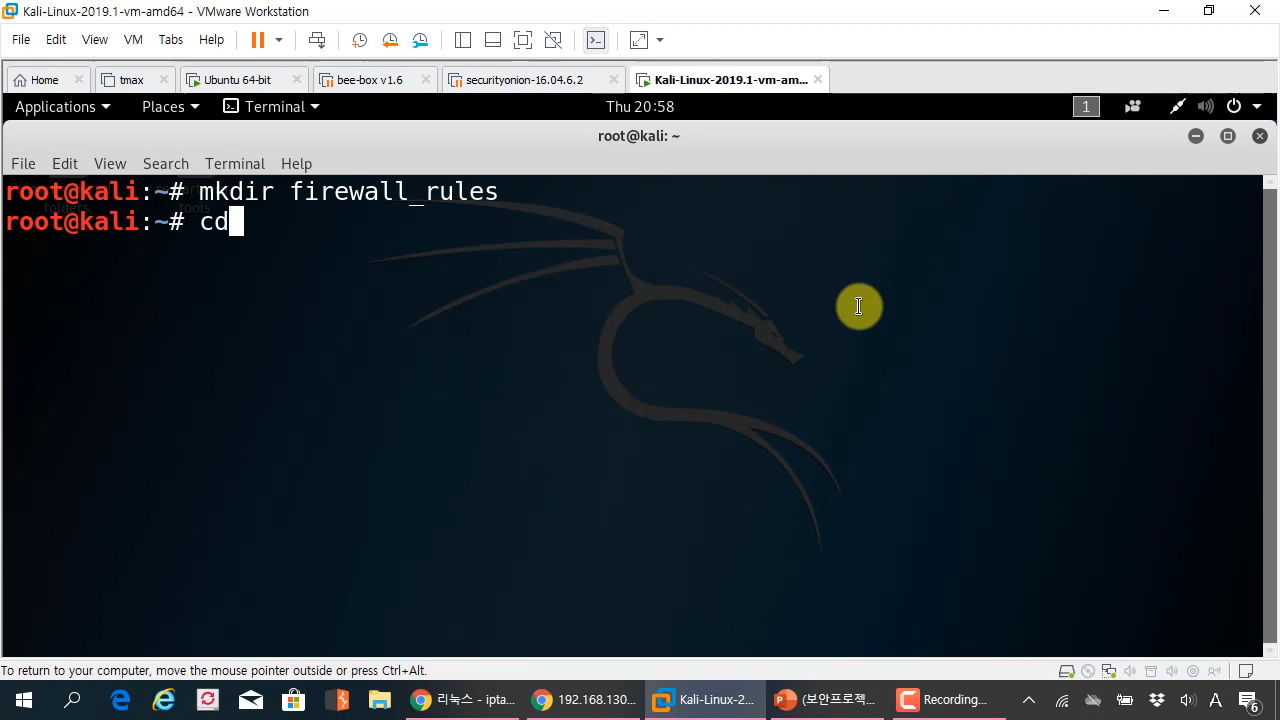 Kali-Linux-2019.1-vm-amd64 - VMware Workstation
File Edit View VM Tabs Help
Home tmax Ubuntu 64-bit bee-box v1.6 securityonion-16.04.6.2 Kali-Linux-2019.1-vm-am...
Applications Places Terminal Thu 20:58 1
root@kali: ~
File Edit View Search Terminal Help
root@kali:~# mkdir firewall_rules
folders
root@kali:~# cd
To return to your computer, move the mouse pointer outside or press Ctrl+Alt.
리눅스 - ipta... 192.168.130... Kali-Linux-2... (보안프로젝... Recording... A 6